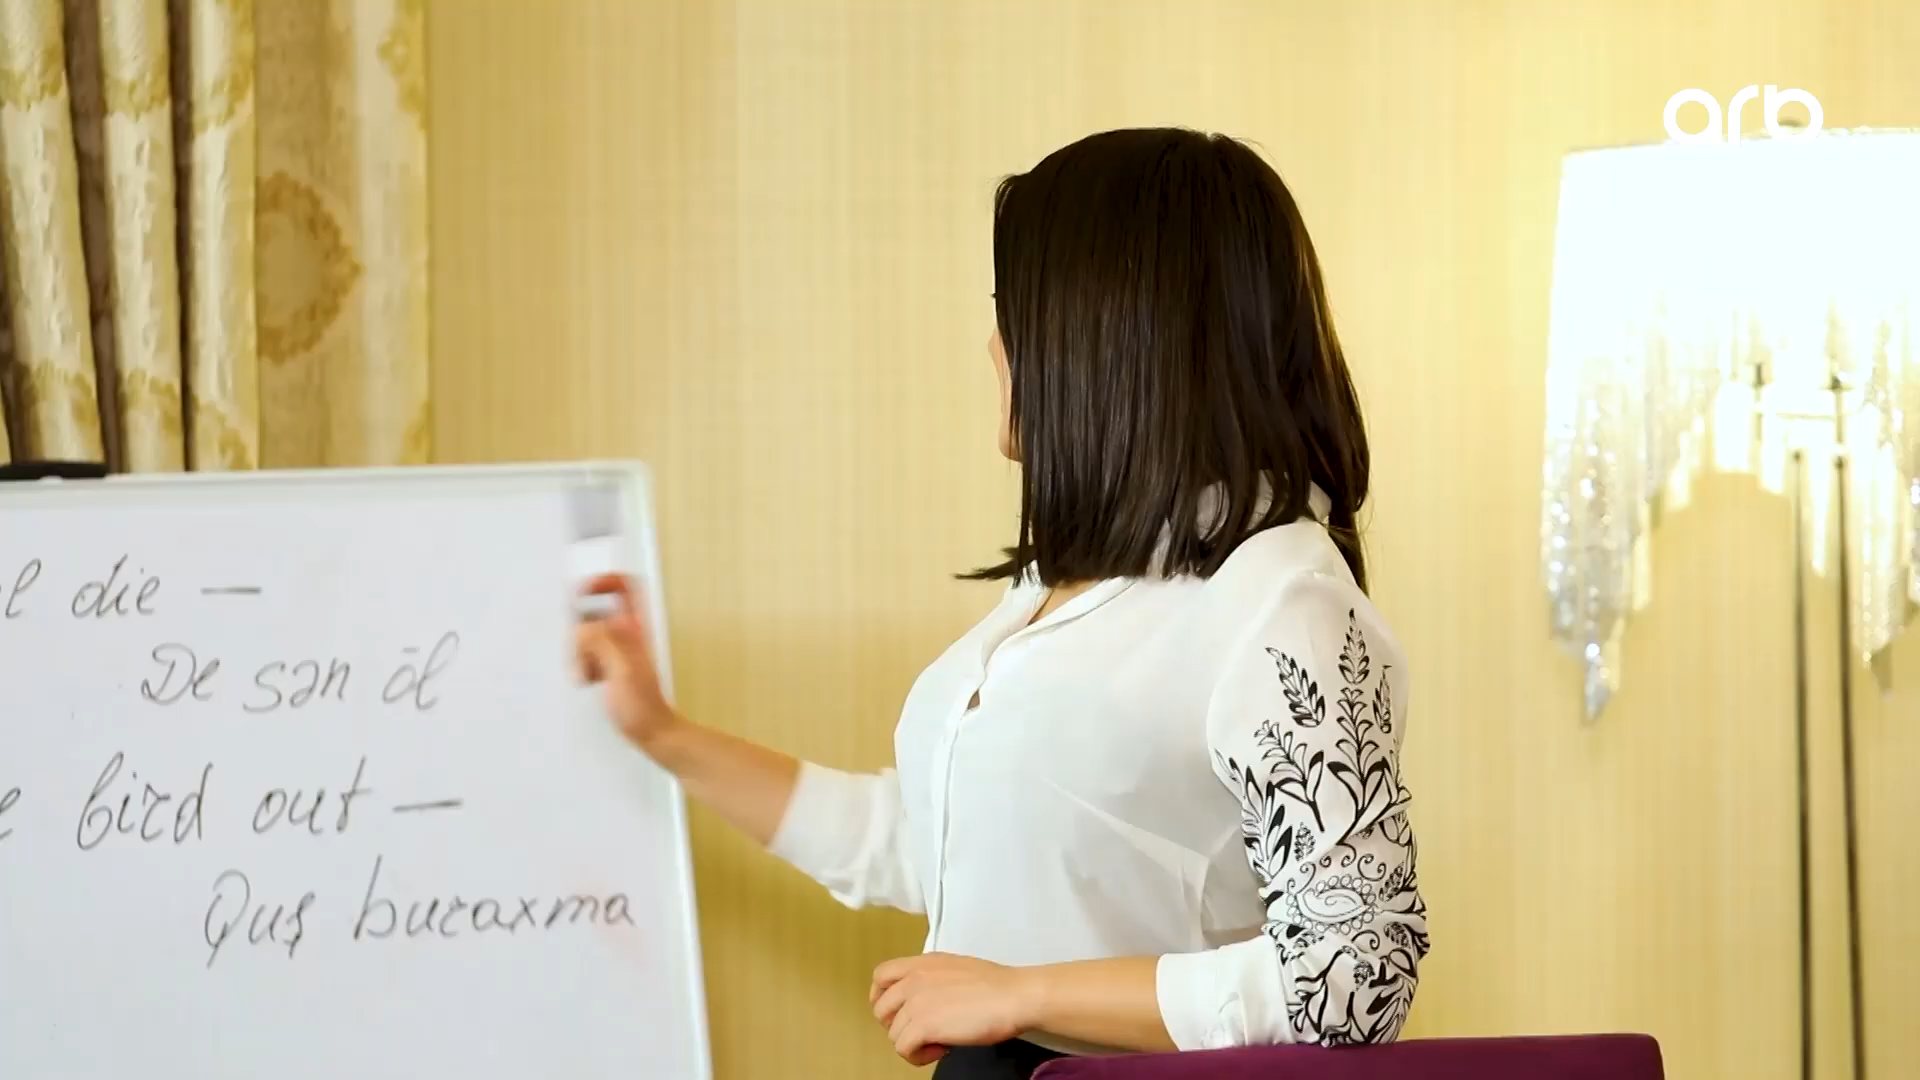 arb
die —
De sən öl
bird out —
Quş buraxma